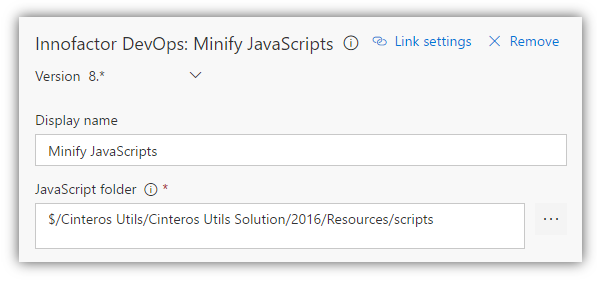 Innofactor DevOps: Minify JavaScripts Link settings Remove
Version 8.*
Display name
Minify JavaScripts
JavaScript folder *
$/Cinteros Utils/Cinteros Utils Solution/2016/Resources/scripts
...